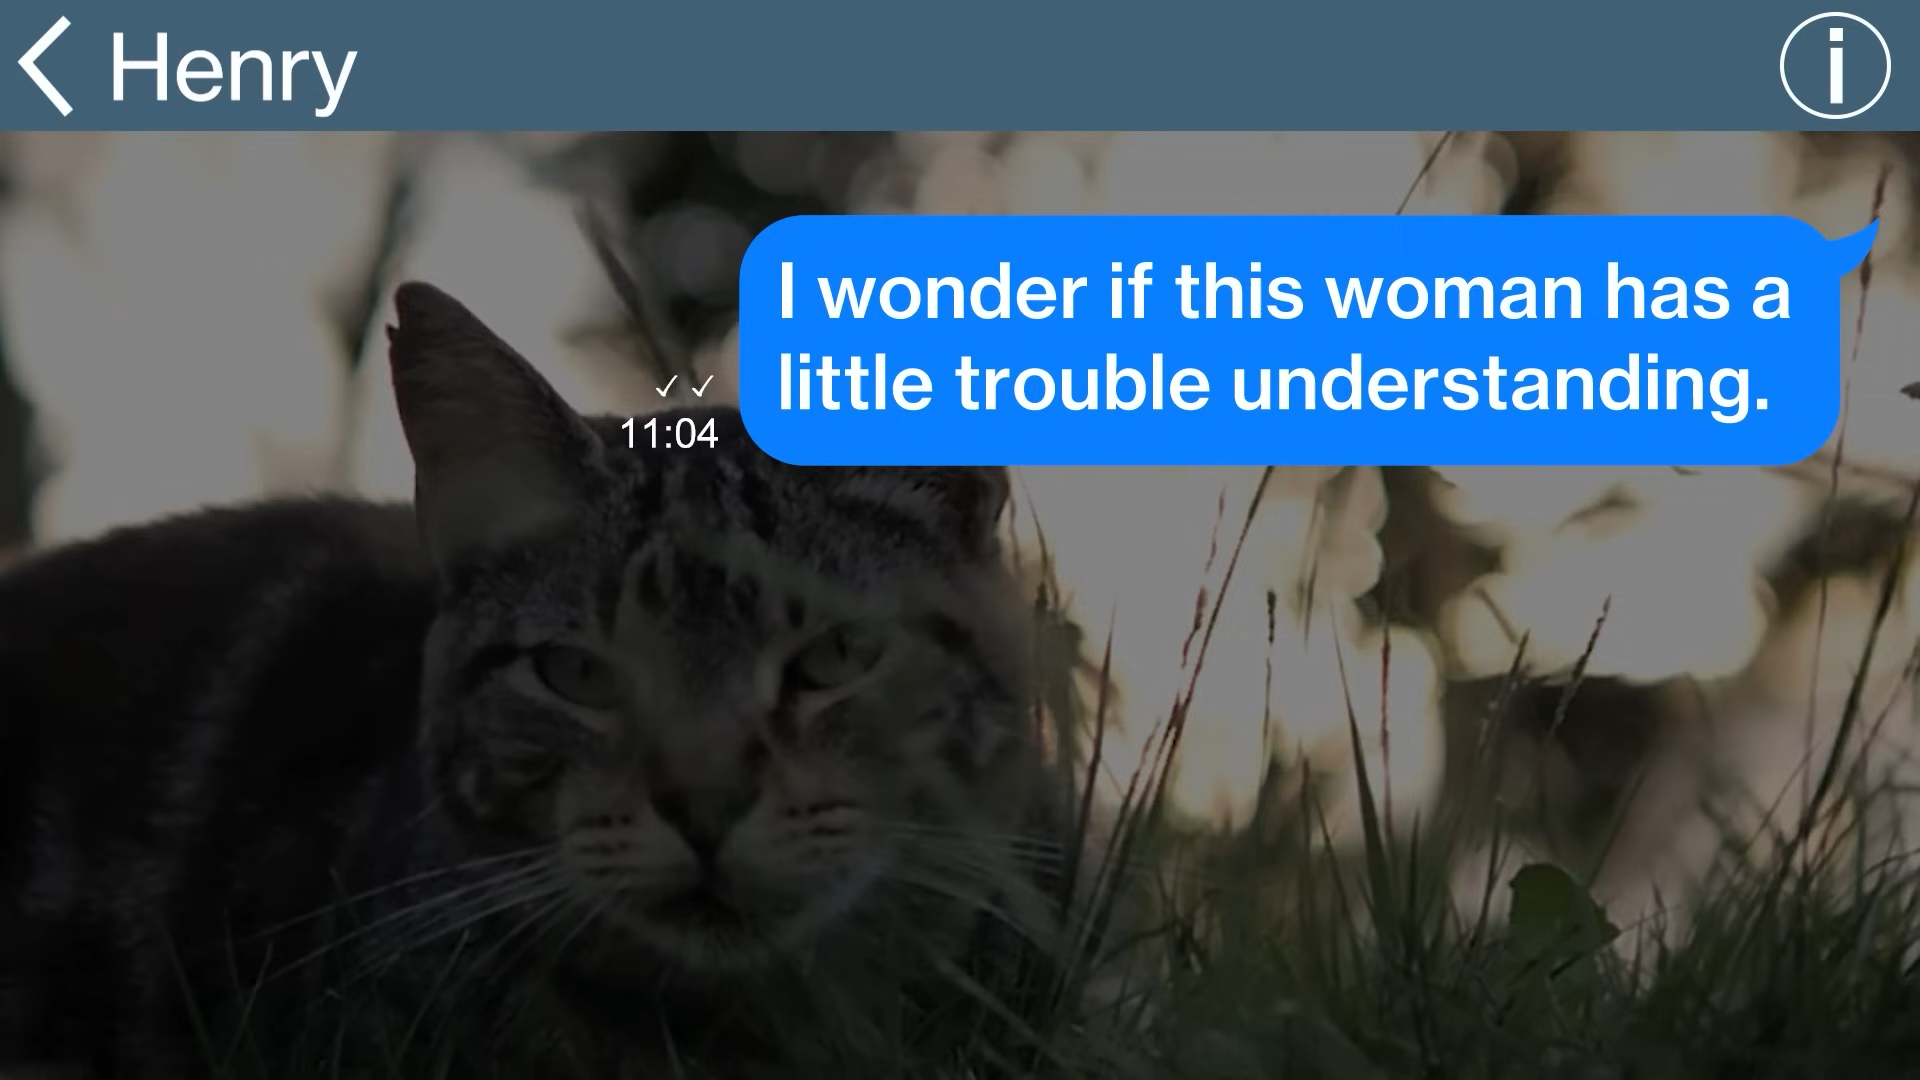 Henry
I wonder if this woman has a
little trouble understanding.
✓ ✓
11:04